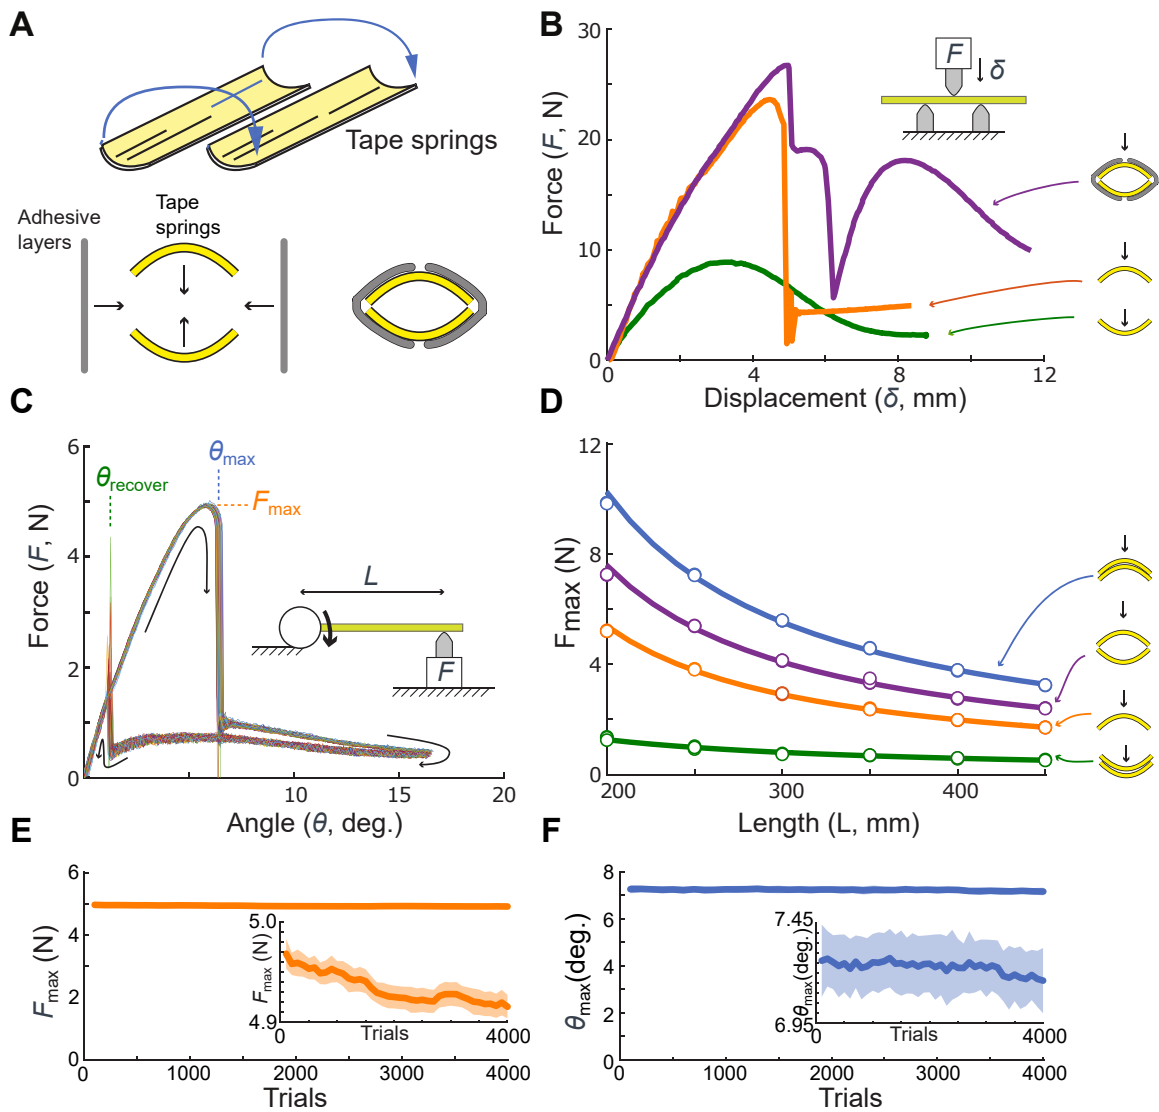 A
Tape springs
Adhesive
layers
Tape
springs
B
30
20
10
0
Force (F, N)
0
4
8
12
Displacement (δ, mm)
F
δ
C
6
4
2
0
Force (F, N)
θrecover
θmax
Fmax
L
F
10
15
20
Angle (θ, deg.)
D
12
8
4
0
Fmax (N)
200
300
400
Length (L, mm)
E
6
4
2
0
Fmax (N)
0
1000
2000
3000
4000
Trials
5.0
4.9
Fmax (N)
0
Trials
4000
F
8
6
4
2
0
θmax(deg.)
0
1000
2000
3000
4000
Trials
7.45
6.95
θmax(deg.)
0
Trials
4000